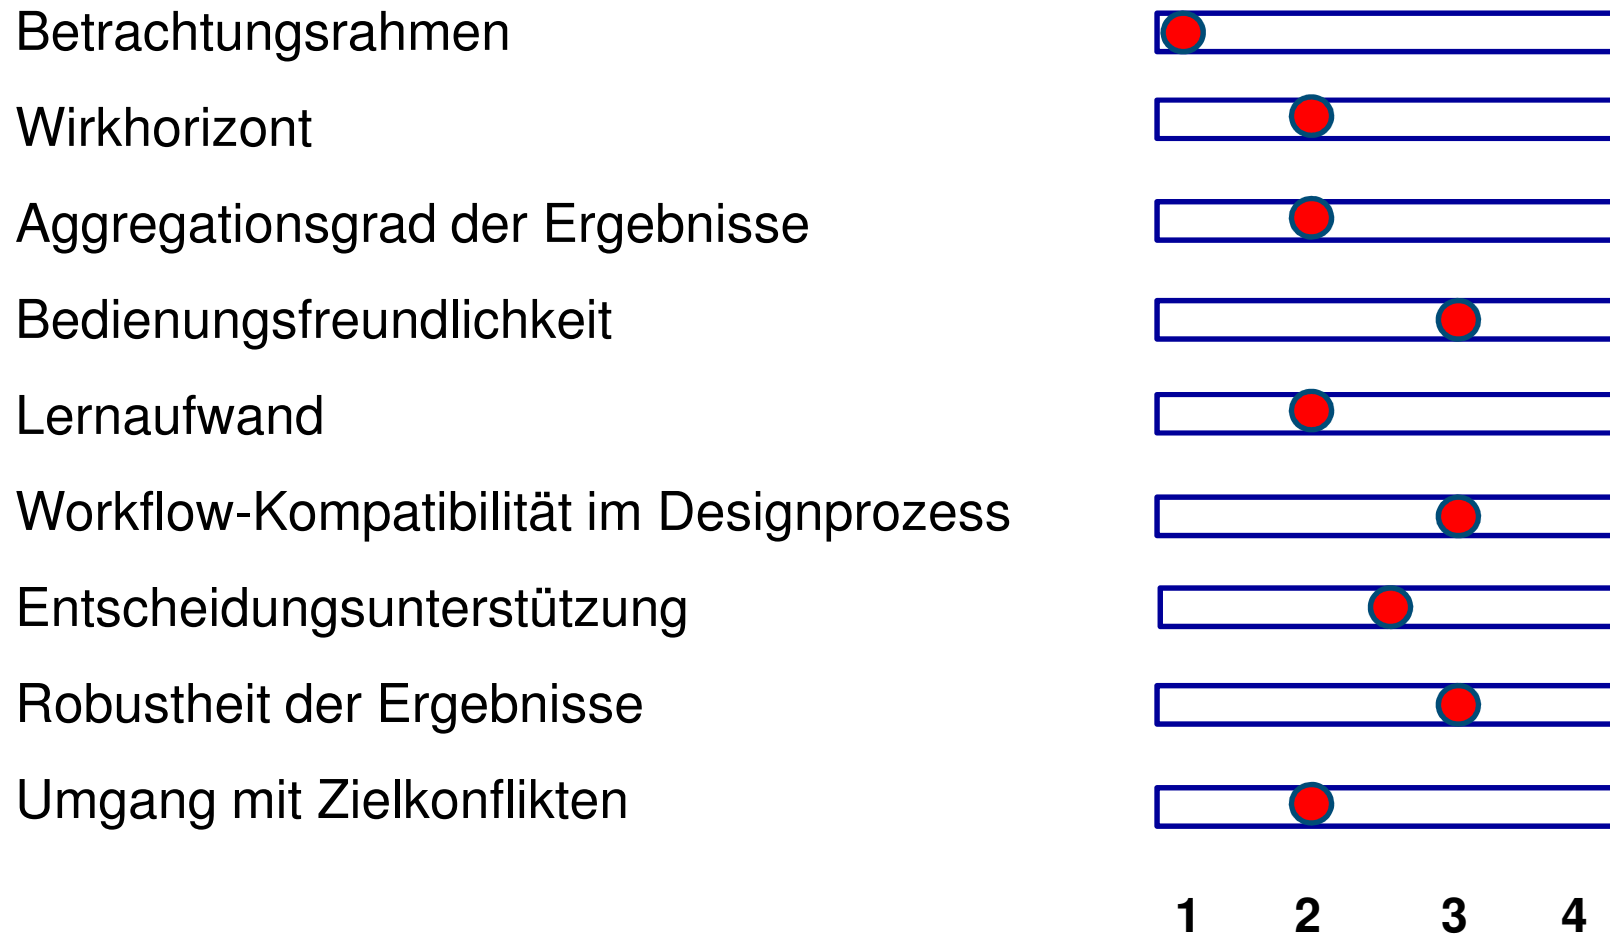 Betrachtungsrahmen
Wirkhorizont
Aggregationsgrad der Ergebnisse
Bedienungsfreundlichkeit
Lernaufwand
Workflow-Kompatibilität im Designprozess
Entscheidungsunterstützung
Robustheit der Ergebnisse
Umgang mit Zielkonflikten
1 2 3 4